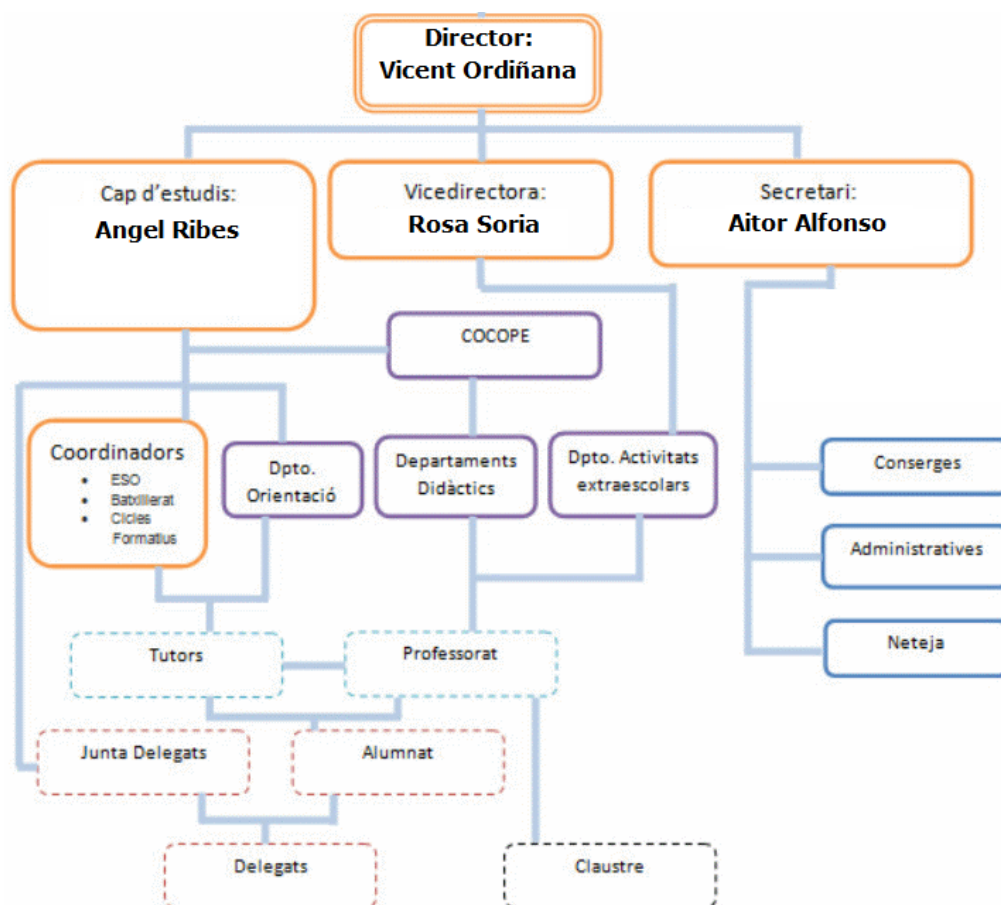 Director:
Vicent Ordiñana
Cap d'estudis:
Angel Ribes
Vicedirectora:
Rosa Soria
Secretari:
Aitor Alfonso
COCOPE
Coordinadors
• ESO
• Batxillerat
• Cicles
Formatius
Dpto.
Orientació
Departaments
Didàctics
Dpto. Activitats
extraescolars
Conserges
Administratives
Neteja
Tutors
Professorat
Junta Delegats
Alumnat
Delegats
Claustre